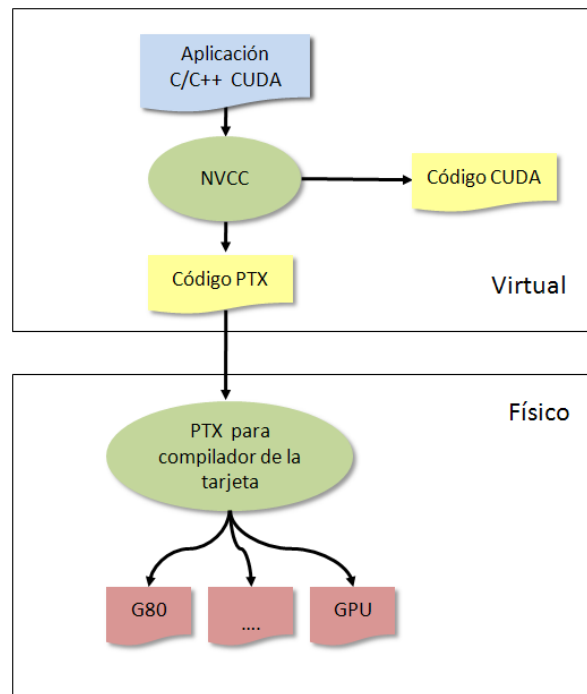 Aplicación
C/C++ CUDA
NVCC
Código CUDA
Código PTX
Virtual
Físico
PTX para
compilador de la
tarjeta
G80
....
GPU